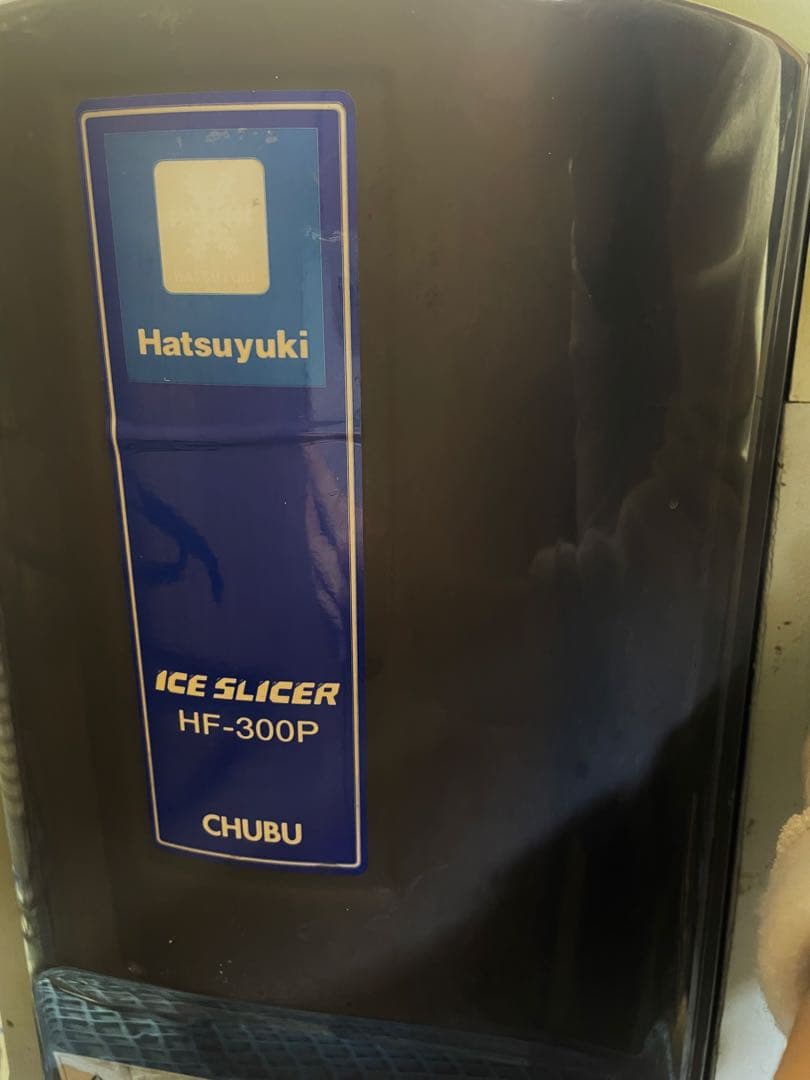 Hatsuyuki
ICE SLICER
HF-300P
CHUBU